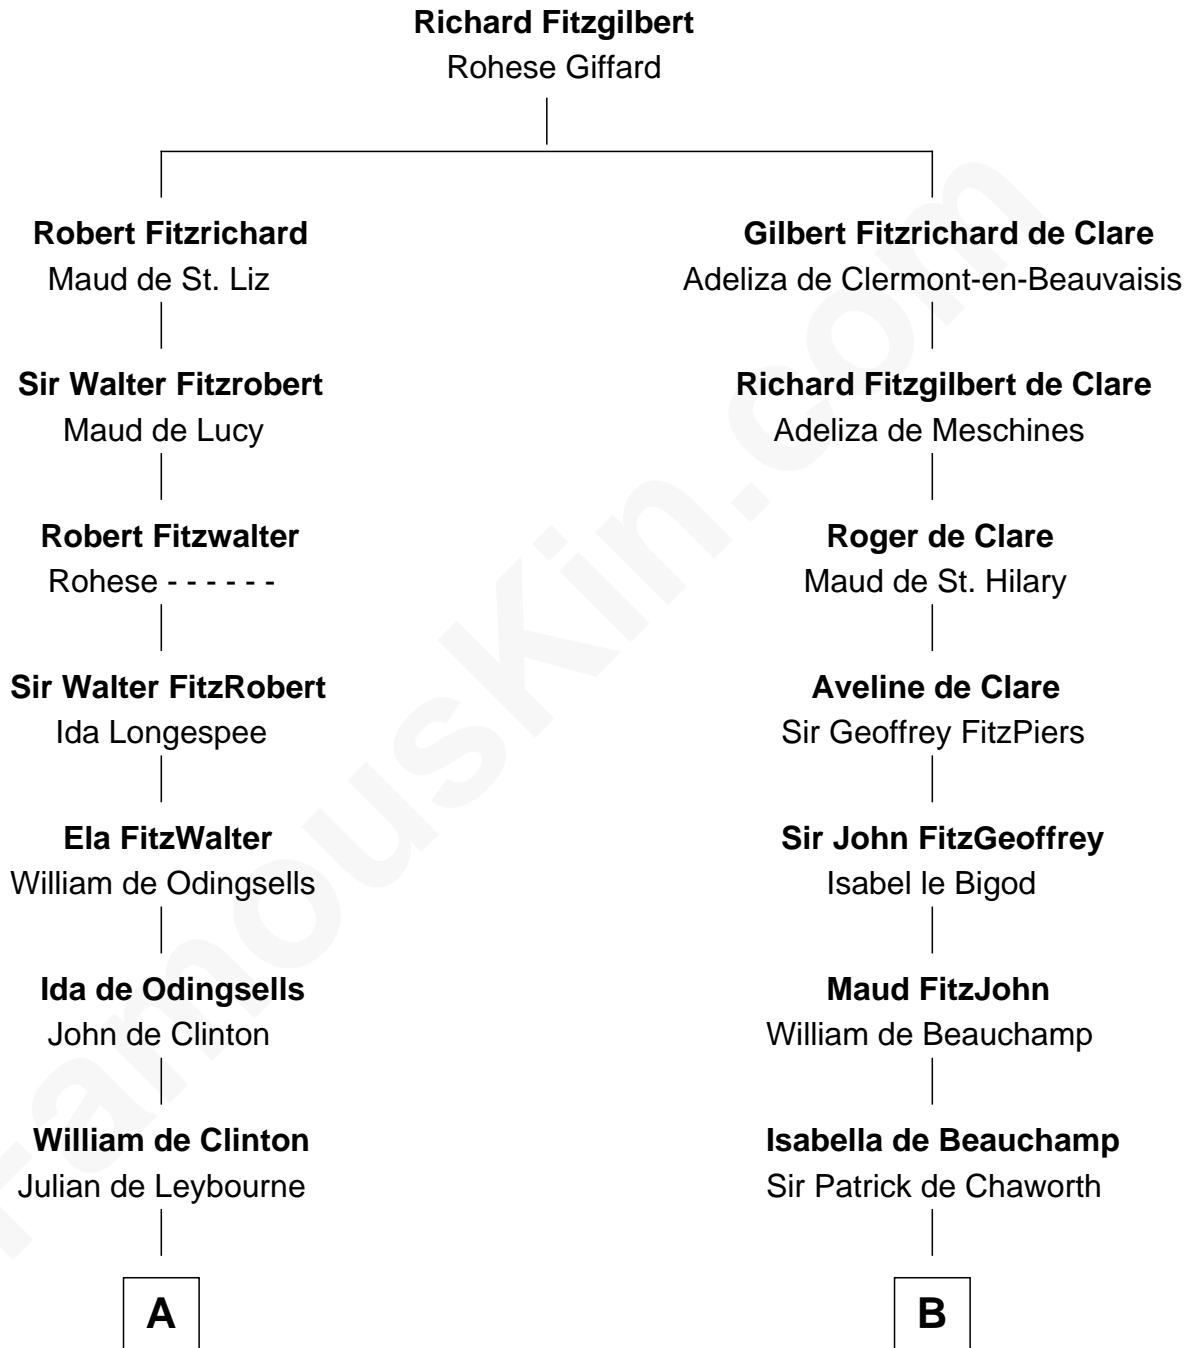 Richard Fitzgilbert
Rohese Giffard
Robert Fitzrichard
Maud de St. Liz
Gilbert Fitzrichard de Clare
Adeliza de Clermont-en-Beauvaisis
Sir Walter Fitzrobert
Maud de Lucy
Richard Fitzgilbert de Clare
Adeliza de Meschines
Robert Fitzwalter
Rohese - - - - - -
Roger de Clare
Maud de St. Hilary
Sir Walter FitzRobert
Ida Longespee
Aveline de Clare
Sir Geoffrey FitzPiers
Ela FitzWalter
William de Odingsells
Sir John FitzGeoffrey
Isabel le Bigod
Ida de Odingsells
John de Clinton
Maud FitzJohn
William de Beauchamp
William de Clinton
Julian de Leybourne
Isabella de Beauchamp
Sir Patrick de Chaworth
A
B
FamousKin.com